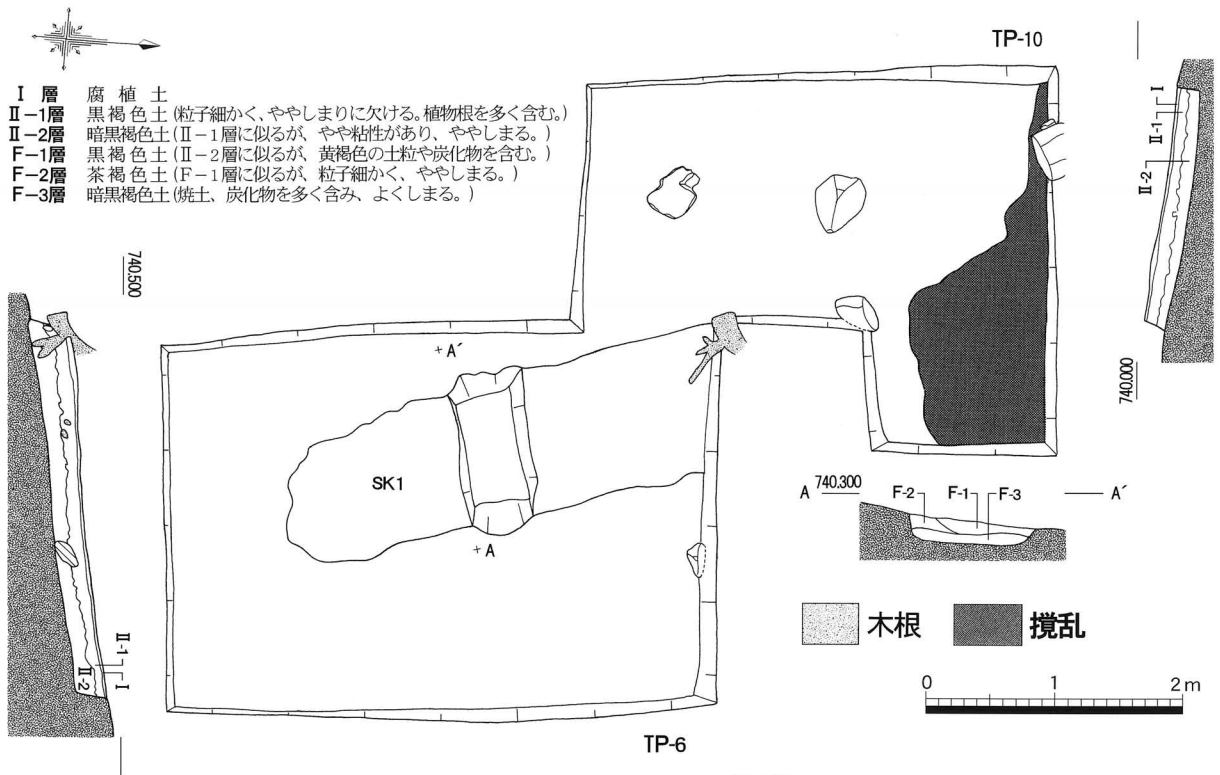 TP-10
I 層 腐植土
II-1層 黒褐色土(粒子細かく、ややしまりに欠ける。植物根を多く含む。)
II-2層 暗黒褐色土(II-1層に似るが、やや粘性があり、ややしまる。)
F-1層 黒褐色土(II-2層に似るが、黄褐色の土粒や炭化物を含む。)
F-2層 茶褐色土(F-1層に似るが、粒子細かく、ややしまる。)
F-3層 暗黒褐色土(焼土、炭化物を多く含み、よくしまる。)
I
II-1
II-2
740.500
740.000
A´
SK1
A
A 740.300 A´
F-2 F-1 F-3
木根 撹乱
II-1
II-2
I
0 1 2m
TP-6